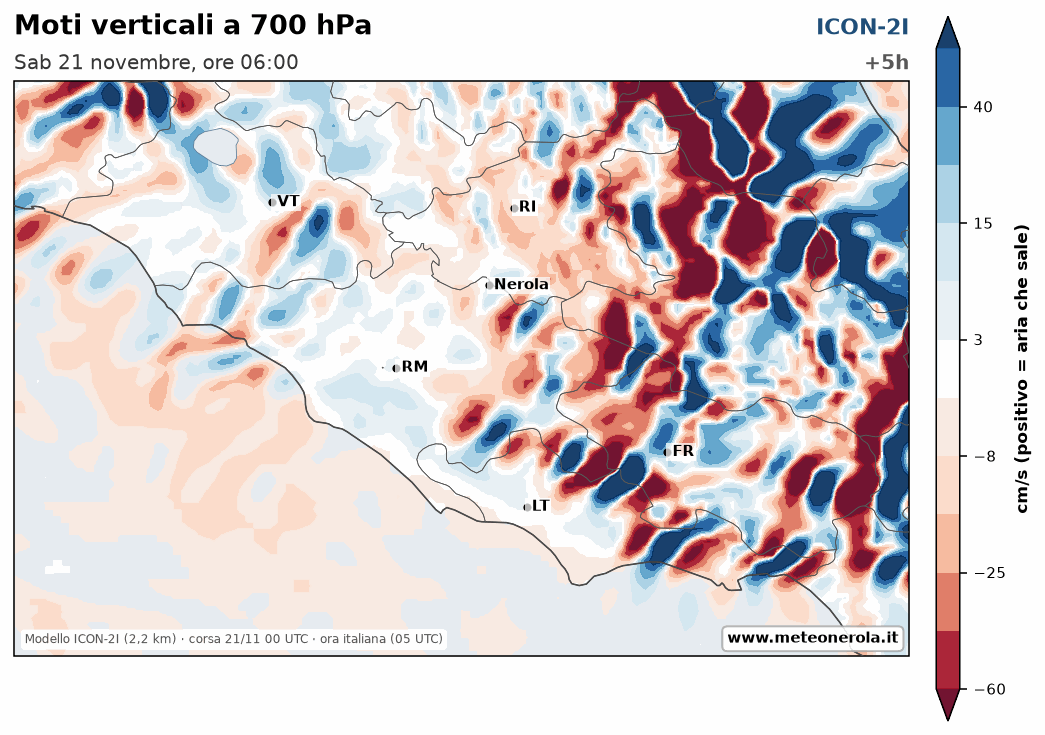 Moti verticali a 700 hPa
ICON-2I
Sab 21 novembre, ore 06:00
+5h
40
15
3
−8
−25
−60
cm/s (positivo = aria che sale)
VT
RI
Nerola
RM
FR
LT
Modello ICON-2I (2,2 km) · corsa 21/11 00 UTC · ora italiana (05 UTC)
www.meteonerola.it